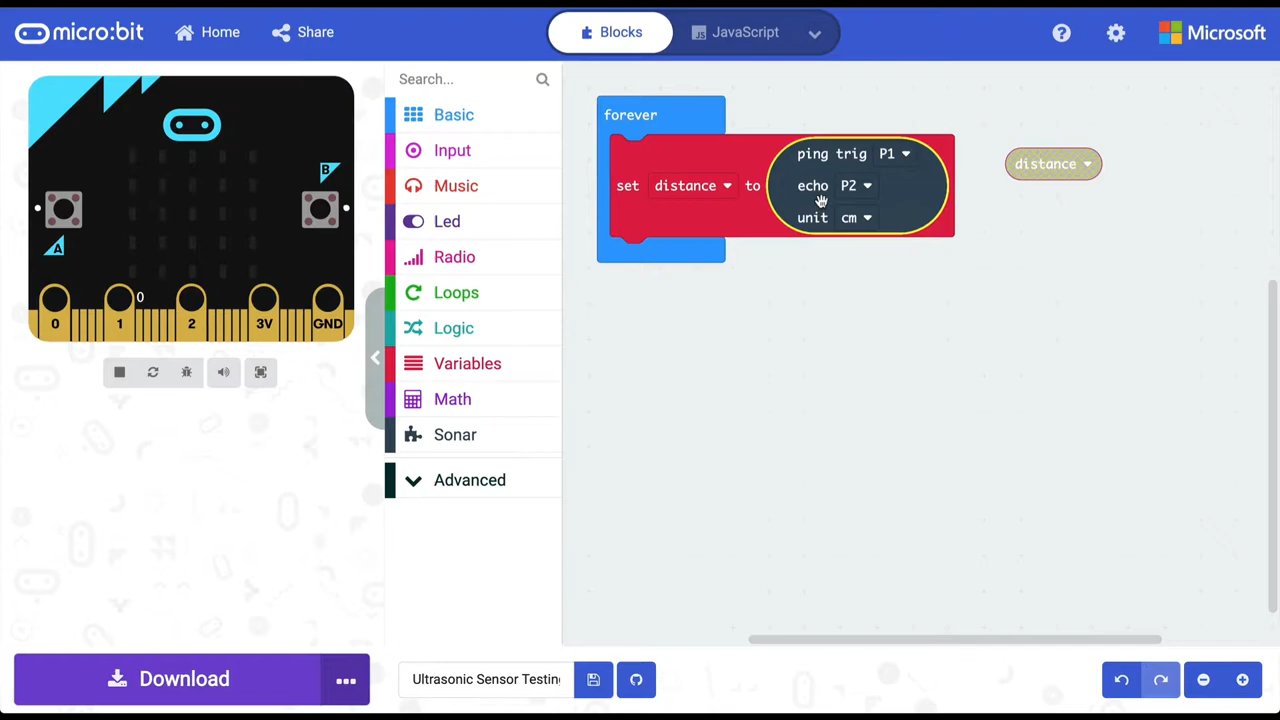 micro:bit
Home
Share
Blocks
JavaScript
Microsoft
B
A
0
0
1
2
3V
GND
Search...
Basic
Input
Music
Led
Radio
Loops
Logic
Variables
Math
Sonar
Advanced
forever
set distance to
ping trig P1
echo P2
unit cm
distance
Download
Ultrasonic Sensor Testing